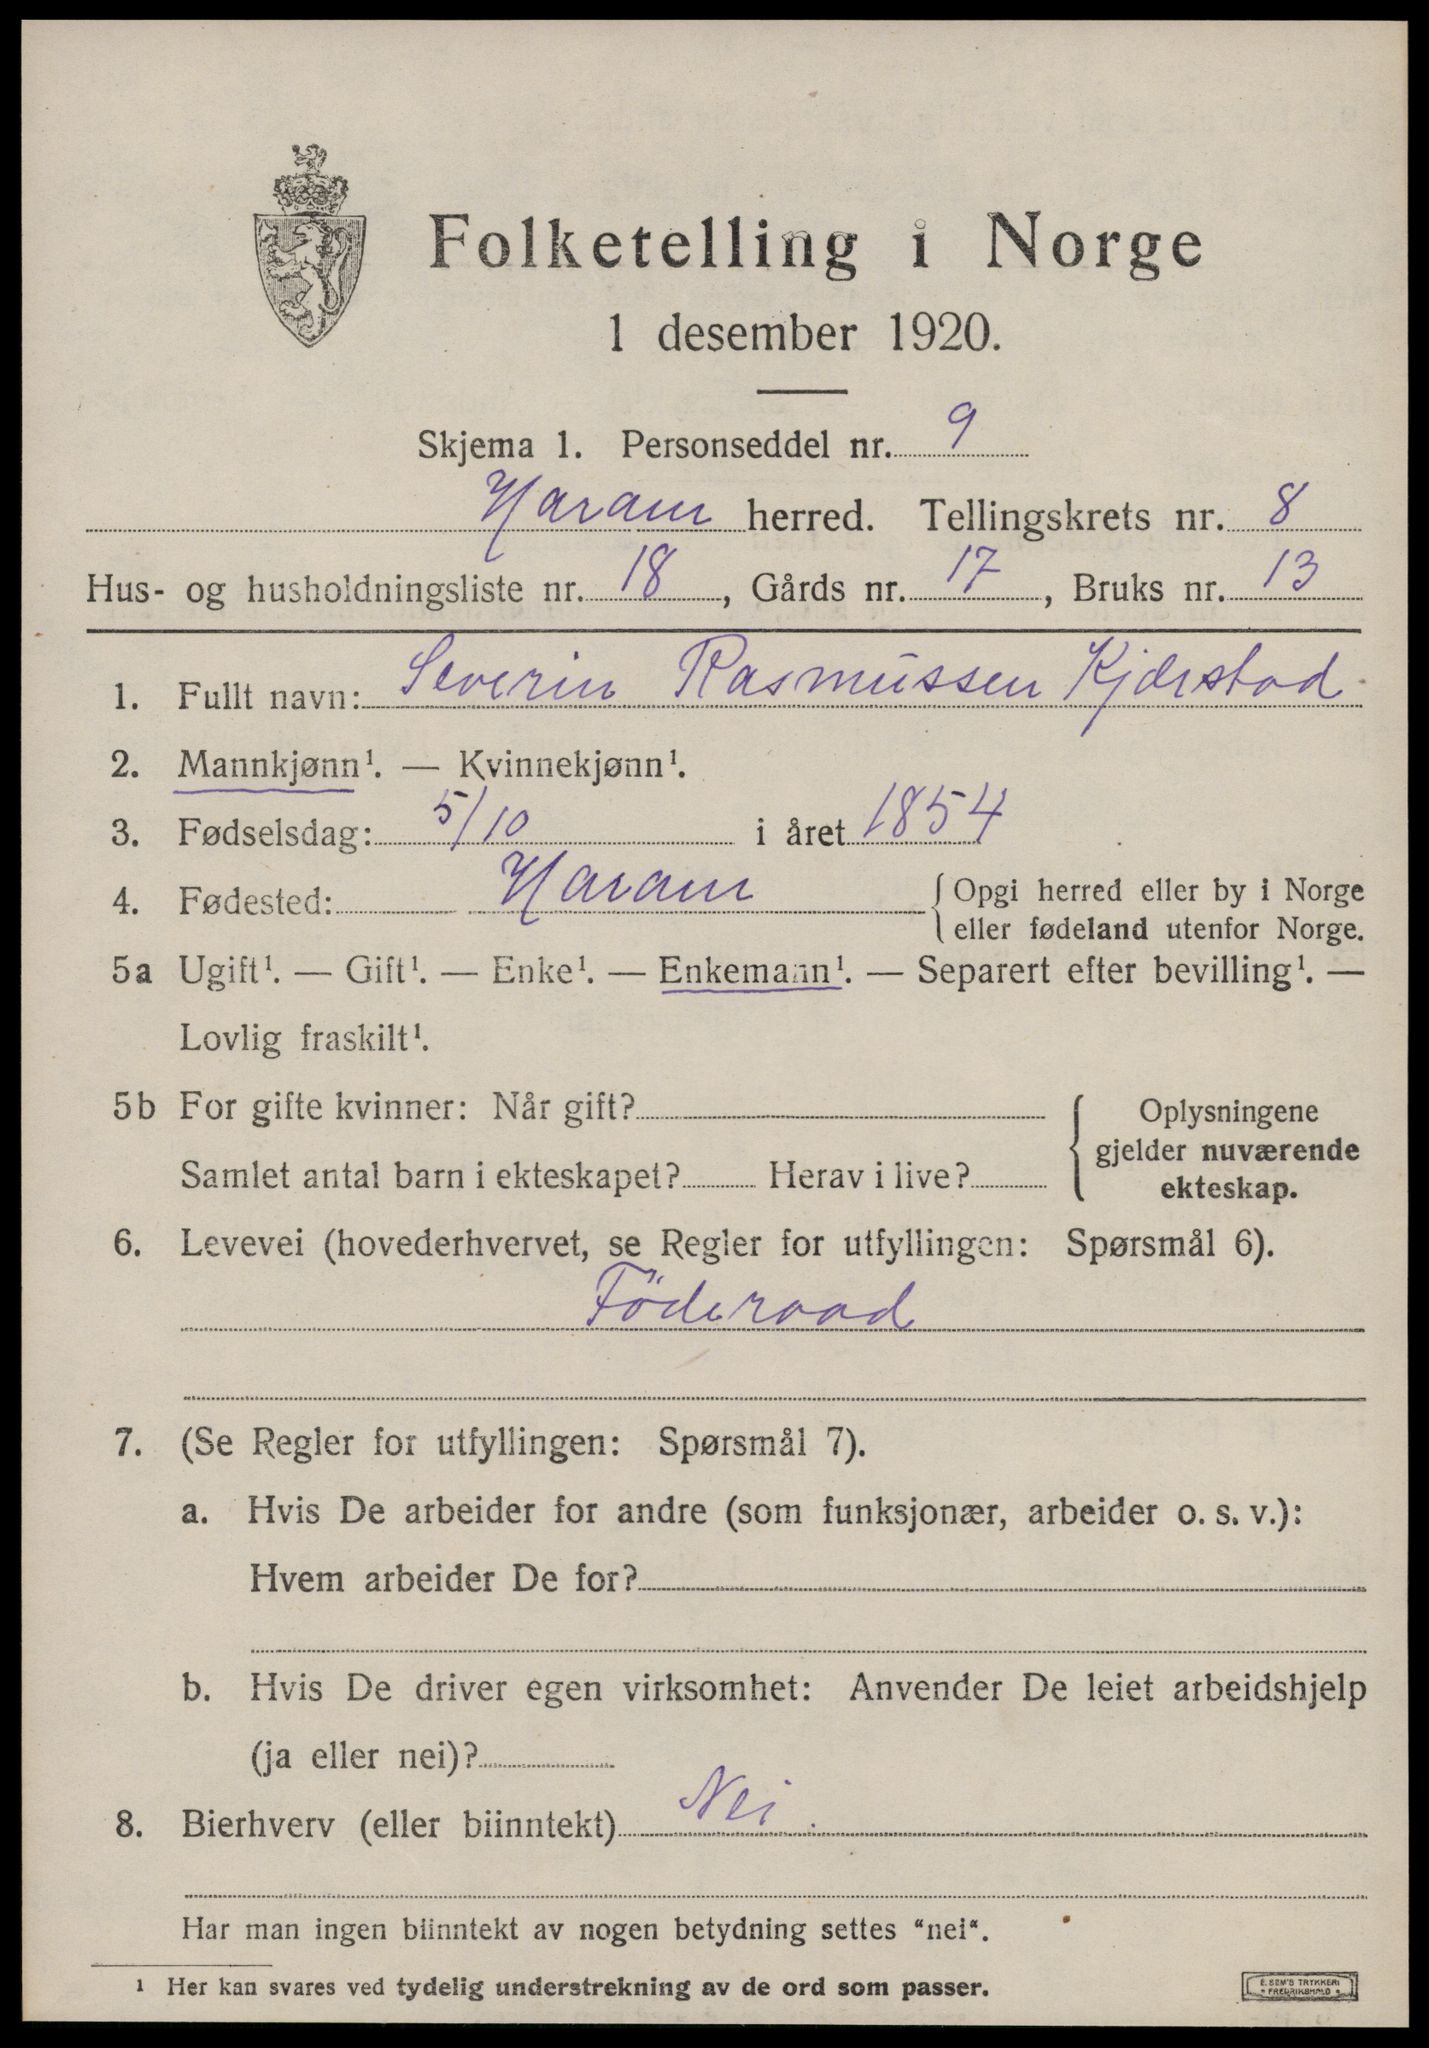 Folketelling i Norge
1 desember 1920.
Skjema 1. Personseddel nr. 9
Haram herred. Tellingskrets nr. 8
Hus- og husholdningsliste nr. 18, Gårds nr. 17, Bruks nr. 13
1. Fullt navn: Severin Rasmussen Kjærstad
2. Mannkjønn¹. — Kvinnekjønn¹.
3. Fødselsdag: 5/10 i året 1854
4. Fødested: Haram { Opgi herred eller by i Norge
eller fødeland utenfor Norge.
5a Ugift¹. — Gift¹. — Enke¹. — Enkemann¹. — Separert efter bevilling¹. —
Lovlig fraskilt¹.
5b For gifte kvinner: Når gift?
Samlet antal barn i ekteskapet? Herav i live?
{ Oplysningene
gjelder nuværende
ekteskap.
6. Levevei (hovederhvervet, se Regler for utfyllingen: Spørsmål 6).
Föderaad
7. (Se Regler for utfyllingen: Spørsmål 7).
a. Hvis De arbeider for andre (som funksjonær, arbeider o. s. v.):
Hvem arbeider De for?
b. Hvis De driver egen virksomhet: Anvender De leiet arbeidshjelp
(ja eller nei)?
8. Bierhverv (eller biinntekt) Nei.
Har man ingen biinntekt av nogen betydning settes “nei“.
¹ Her kan svares ved tydelig understrekning av de ord som passer.
E. SEM'S TRYKKERI
• FREDRIKSHALD •